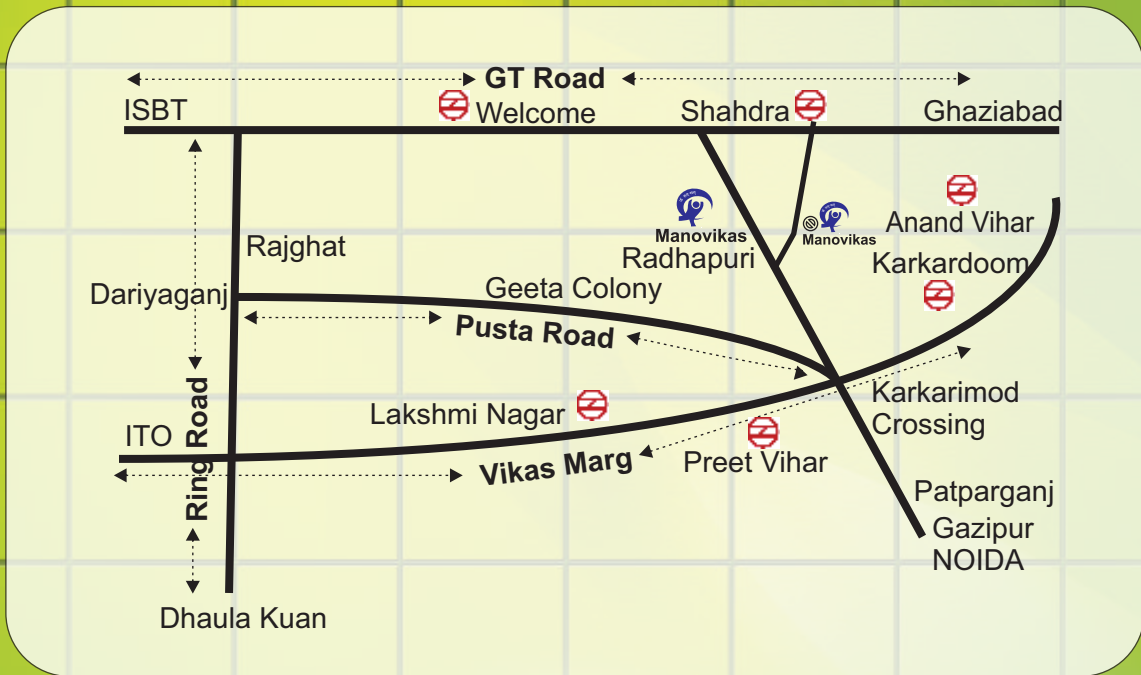 GT Road
ISBT
Welcome
Shahdra
Ghaziabad
Manovikas
Radhapuri
Manovikas
Anand Vihar
Karkardoom
Rajghat
Dariyaganj
Geeta Colony
Pusta Road
Ring Road
Lakshmi Nagar
ITO
Vikas Marg
Preet Vihar
Karkarimod
Crossing
Patparganj
Gazipur
NOIDA
Dhaula Kuan